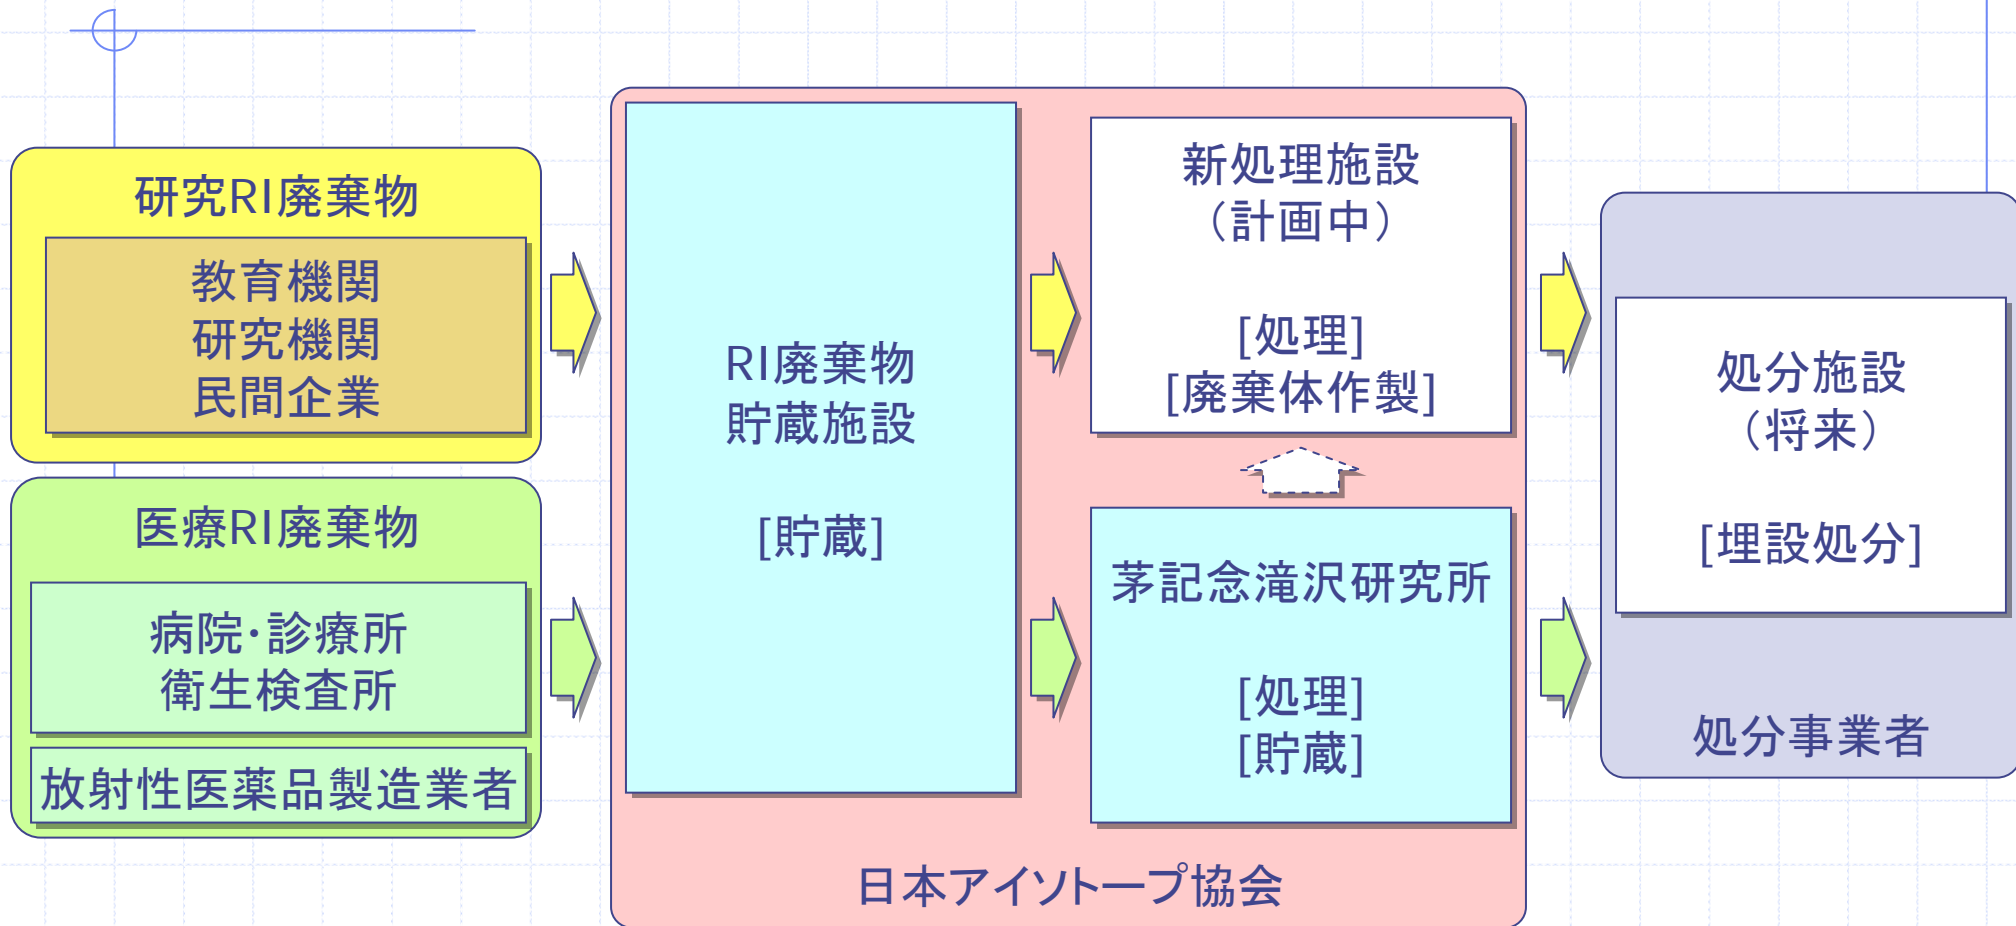 研究RI廃棄物
教育機関
研究機関
民間企業
医療RI廃棄物
病院・診療所
衛生検査所
放射性医薬品製造業者
RI廃棄物
貯蔵施設
[貯蔵]
新処理施設
（計画中）
[処理]
[廃棄体作製]
茅記念滝沢研究所
[処理]
[貯蔵]
日本アイソトープ協会
処分施設
（将来）
[埋設処分]
処分事業者